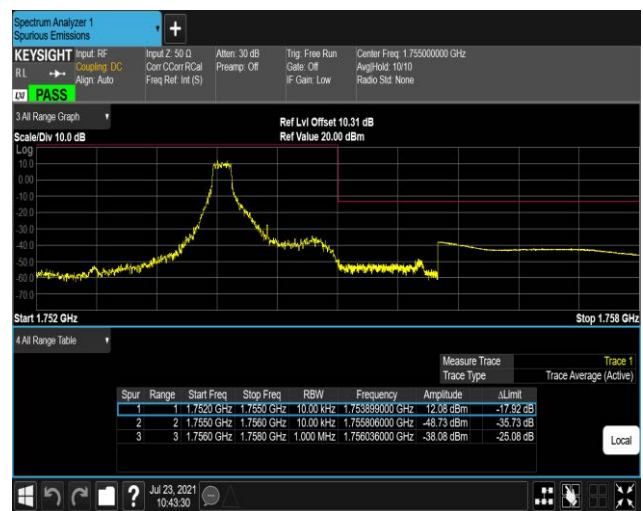 Spectrum Analyzer 1
Spurious Emissions
+
KEYSIGHT Input: RF Input Z: 50 Ω Atten: 30 dB Trig: Free Run Center Freq: 1.755000000 GHz
RL Coupling: DC Corr CCorr RCal Preamp: Off Gate: Off Avg|Hold: 10/10
Align: Auto Freq Ref: Int (S) IF Gain: Low Radio Std: None
LXI PASS
3 All Range Graph
Ref Lvl Offset 10.31 dB
Scale/Div 10.0 dB Ref Value 20.00 dBm
Log
10.0
0.00
-10.0
-20.0
-30.0
-40.0
-50.0
-60.0
-70.0
Start 1.752 GHz Stop 1.758 GHz
4 All Range Table
Measure Trace Trace 1
Trace Type Trace Average (Active)
Spur Range Start Freq Stop Freq RBW Frequency Amplitude ΔLimit
1 1 1.7520 GHz 1.7550 GHz 10.00 kHz 1.753899000 GHz 12.08 dBm -17.92 dB
2 2 1.7550 GHz 1.7560 GHz 10.00 kHz 1.755806000 GHz -48.73 dBm -35.73 dB
3 3 1.7560 GHz 1.7580 GHz 1.000 MHz 1.756036000 GHz -38.08 dBm -25.08 dB
Local
? Jul 23, 2021
10:43:30